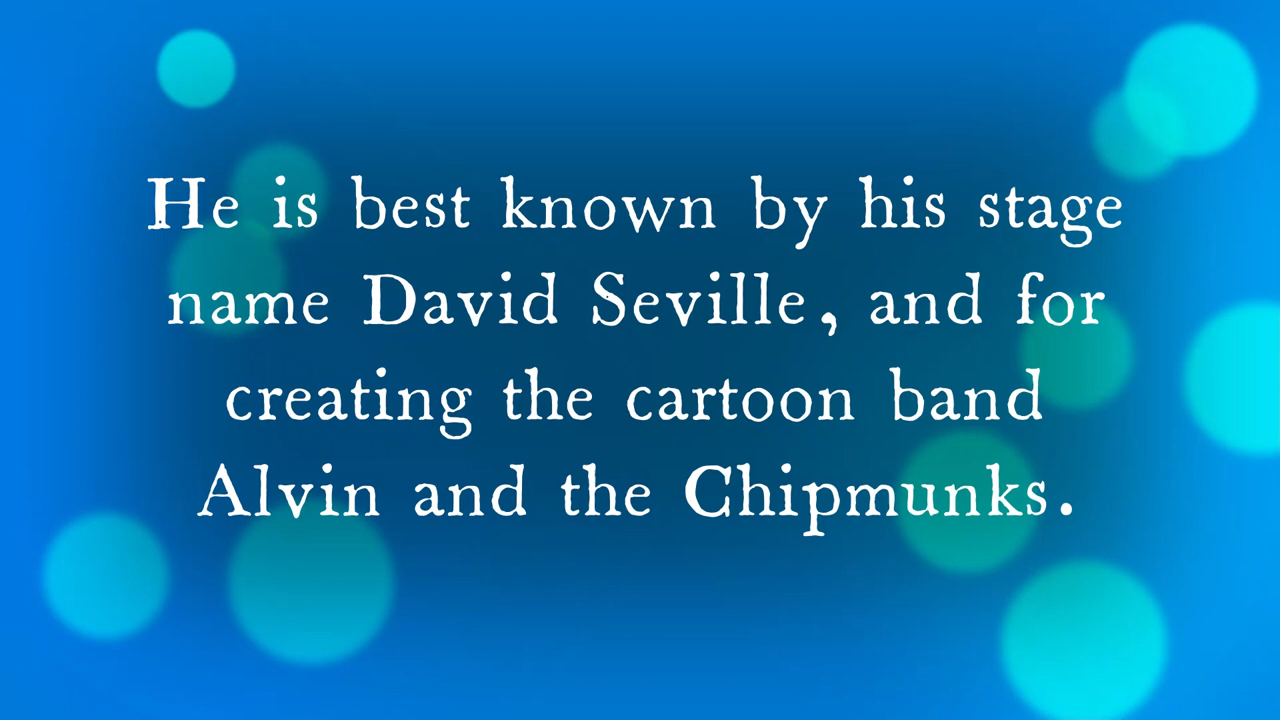 He is best known by his stage
name David Seville, and for
creating the cartoon band
Alvin and the Chipmunks.